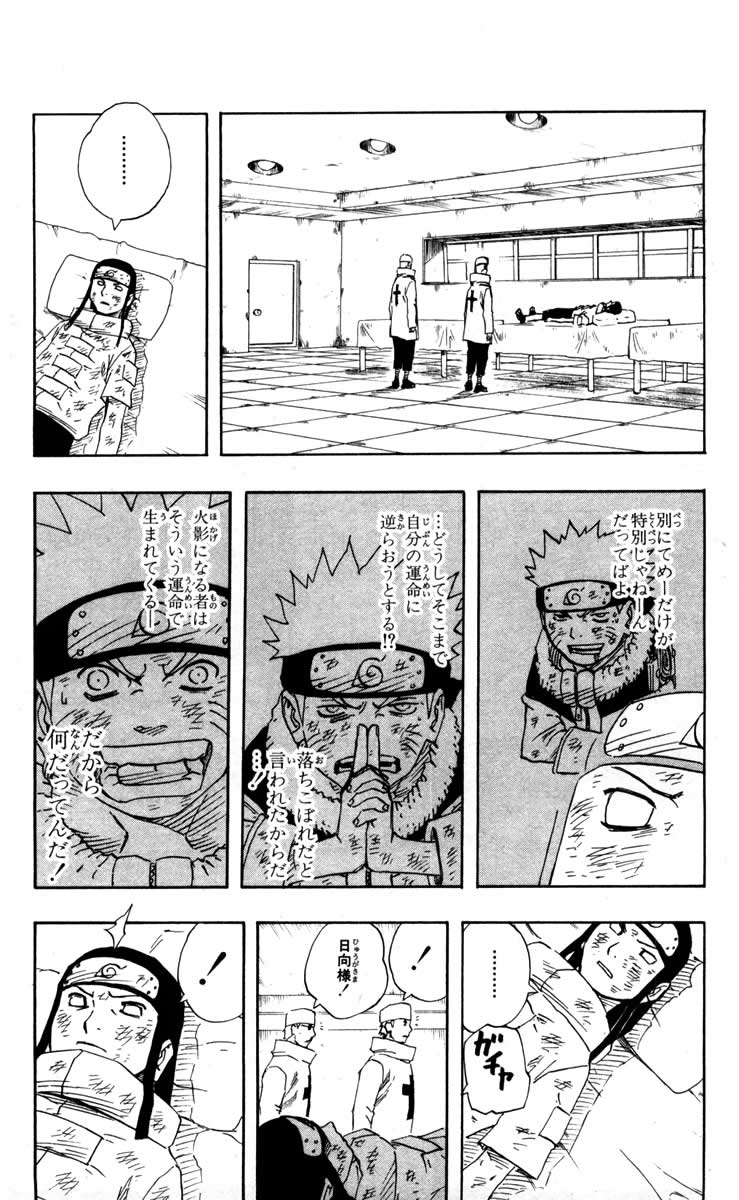 ………
別にてめーだけが
特別じゃねーん
だってばよ
…どうしてそこまで
自分の運命に
逆らおうとする!?
落ちこぼれだと
言われたからだ
…!
火影になる者は
そういう運命で
生まれてくる―
だから
何だってんだ!
……
ガチャ
!
日向様!
!